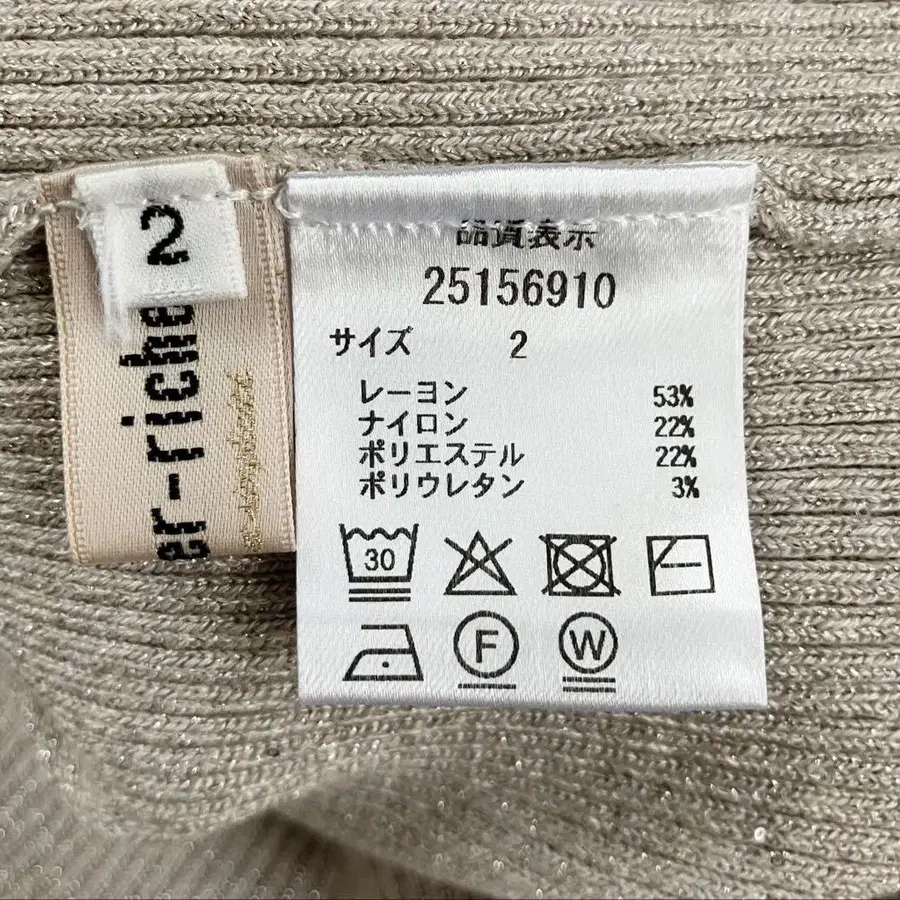 2
er-riche
品質表示
25156910
サイズ 2
レーヨン 53%
ナイロン 22%
ポリエステル 22%
ポリウレタン 3%
30
F
W